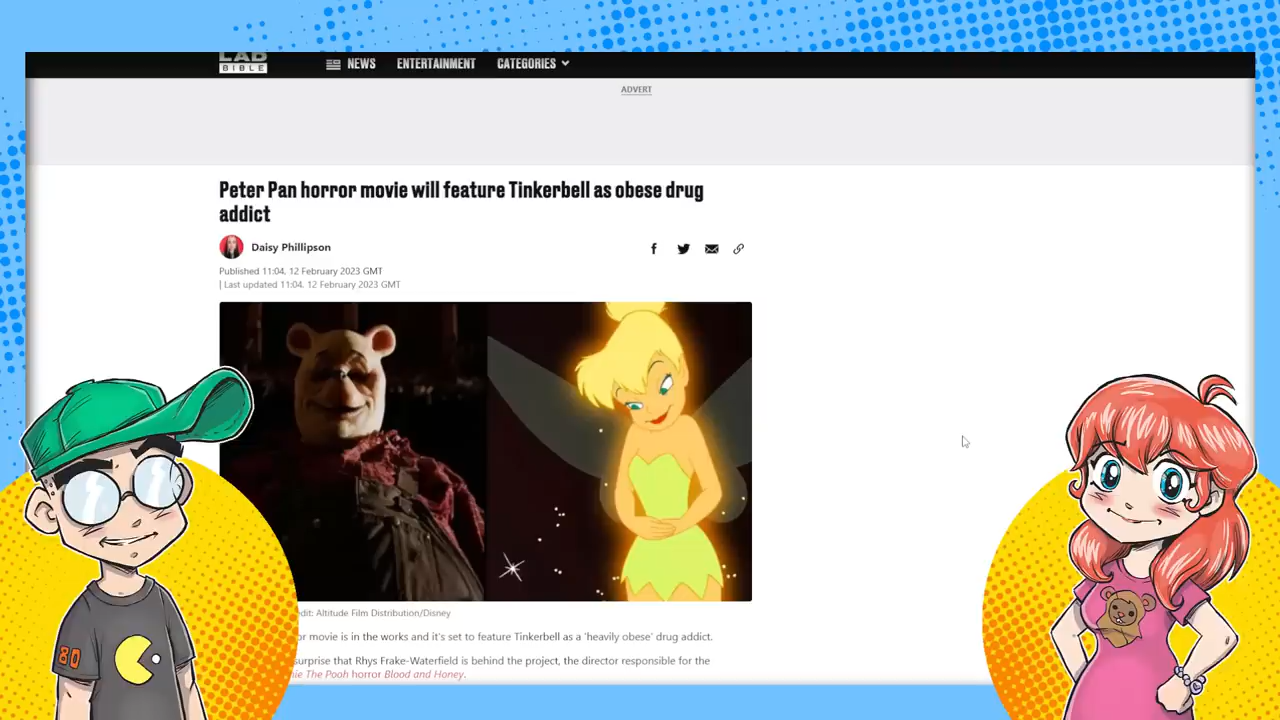 LAD
BIBLE
NEWS
ENTERTAINMENT
CATEGORIES
ADVERT
Peter Pan horror movie will feature Tinkerbell as obese drug
addict
Daisy Phillipson
Published 11:04, 12 February 2023 GMT
| Last updated 11:04, 12 February 2023 GMT
edit: Altitude Film Distribution/Disney
or movie is in the works and it's set to feature Tinkerbell as a 'heavily obese' drug addict.
surprise that Rhys Frake-Waterfield is behind the project, the director responsible for the
nie The Pooh horror Blood and Honey.
80